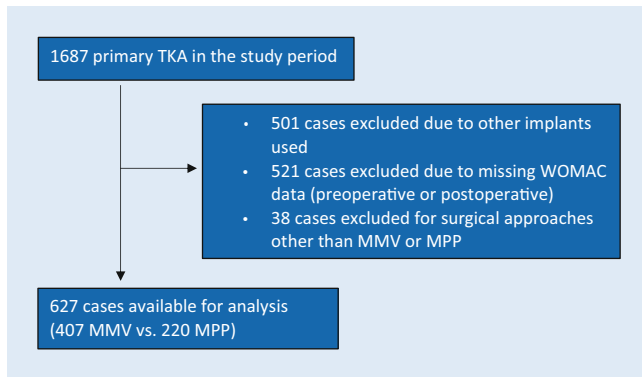 1687 primary TKA in the study period
• 501 cases excluded due to other implants
used
• 521 cases excluded due to missing WOMAC
data (preoperative or postoperative)
• 38 cases excluded for surgical approaches
other than MMV or MPP
627 cases available for analysis
(407 MMV vs. 220 MPP)